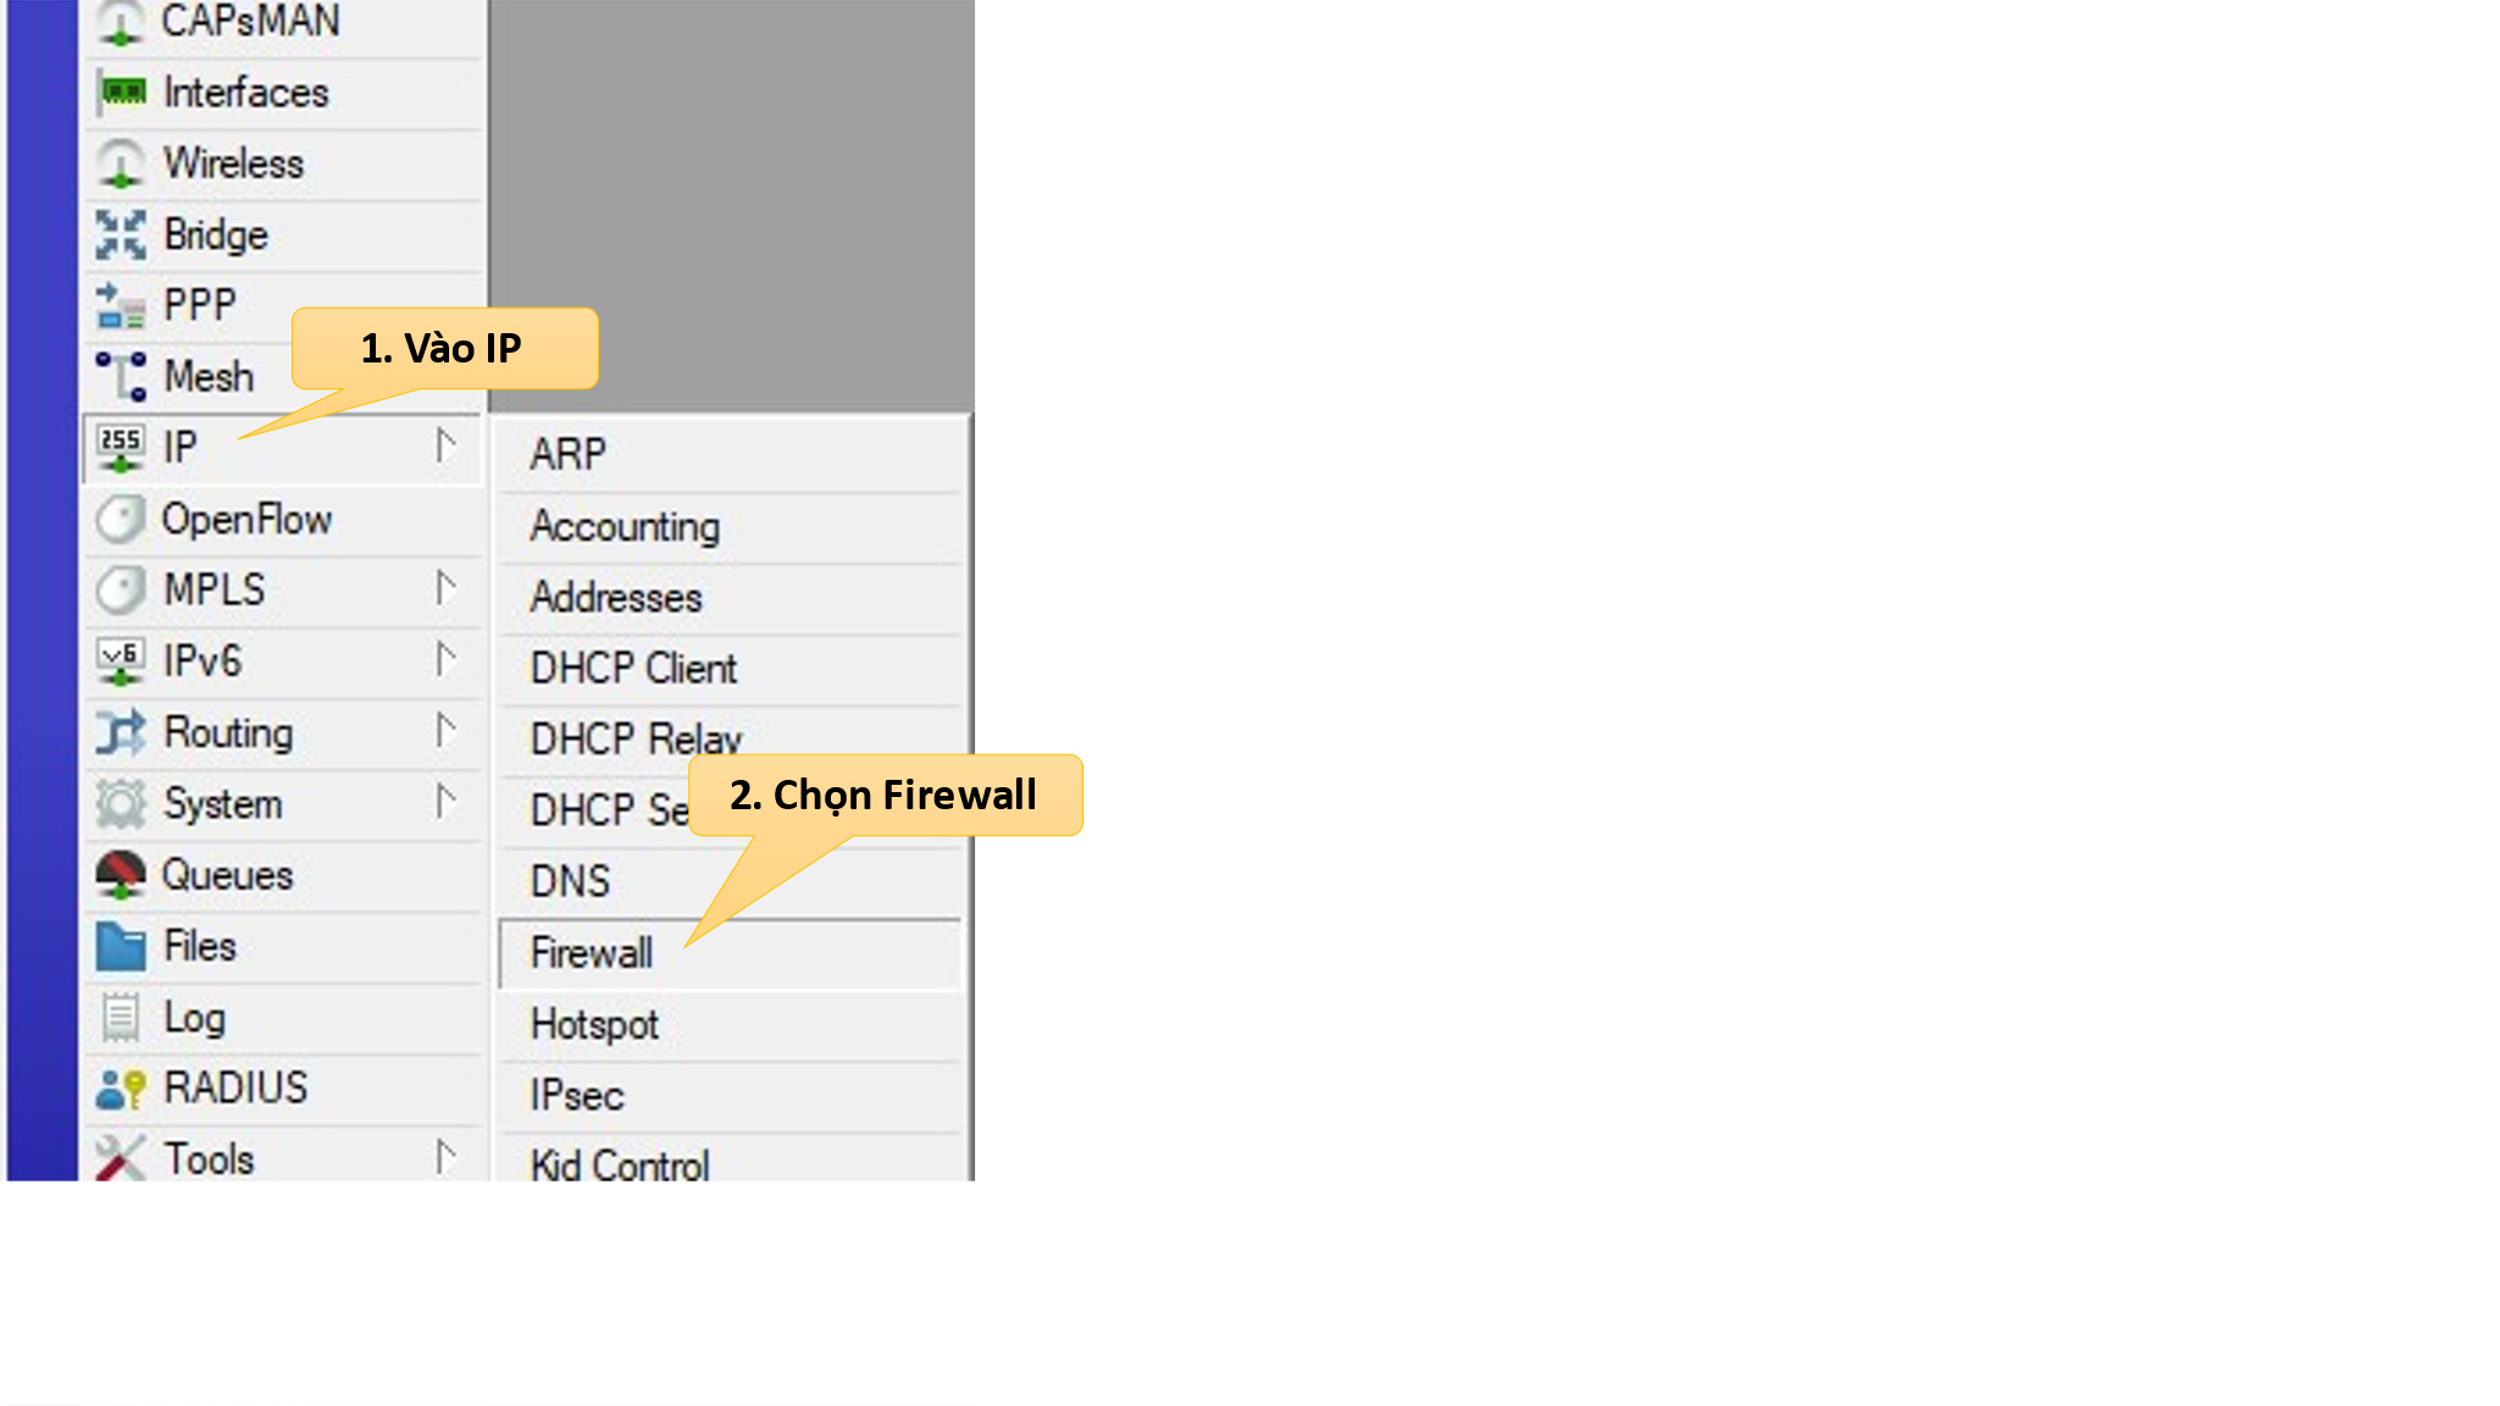 CAPsMAN
Interfaces
Wireless
Bridge
PPP
1. Vào IP
Mesh
255
IP
OpenFlow
MPLS
v6
IPv6
Routing
System
Queues
Files
Log
RADIUS
Tools
ARP
Accounting
Addresses
DHCP Client
DHCP Relay
2. Chọn Firewall
DHCP Se
DNS
Firewall
Hotspot
IPsec
Kid Control